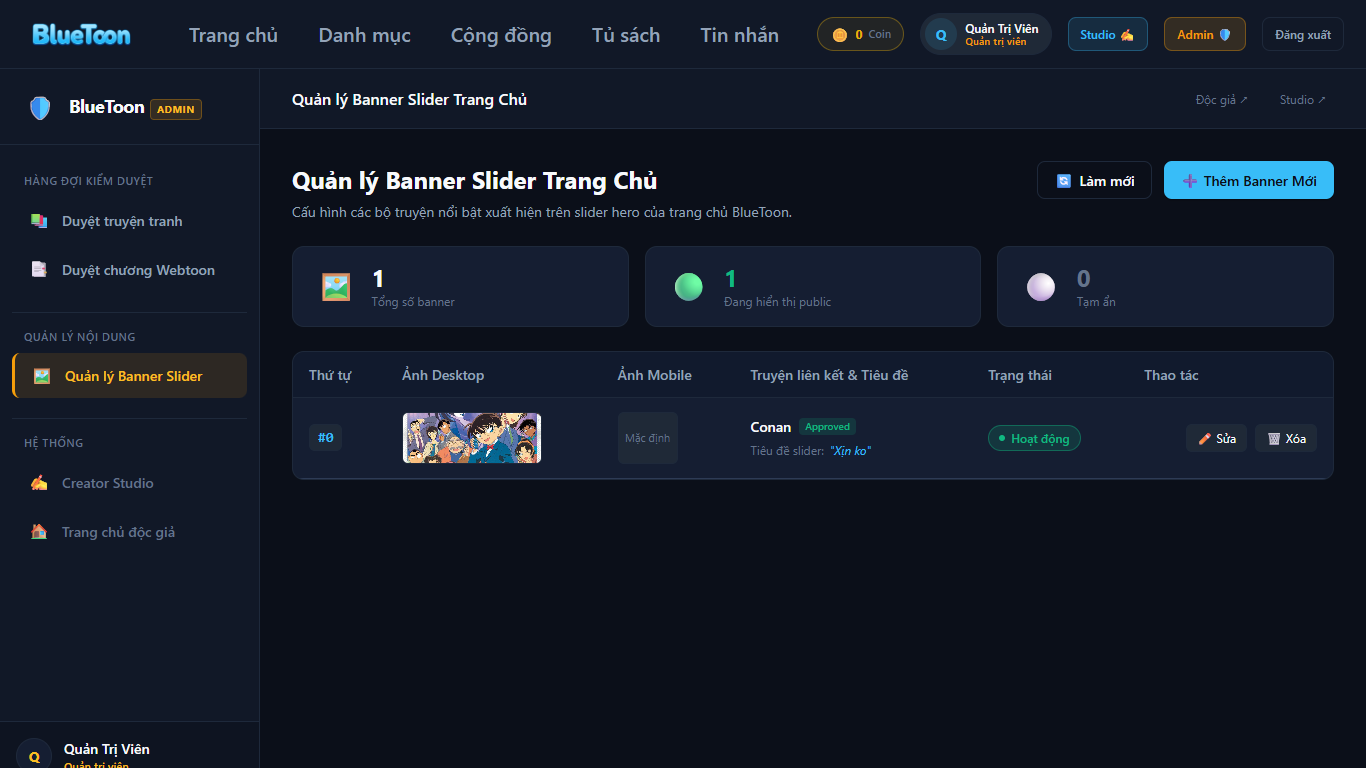 BlueToon
Trang chủ
Danh mục
Cộng đồng
Tủ sách
Tin nhắn
0 Coin
Q
Quản Trị Viên
Quản trị viên
Studio
Admin
Đăng xuất
BlueToon ADMIN
HÀNG ĐỢI KIỂM DUYỆT
Duyệt truyện tranh
Duyệt chương Webtoon
QUẢN LÝ NỘI DUNG
Quản lý Banner Slider
HỆ THỐNG
Creator Studio
Trang chủ độc giả
Q
Quản Trị Viên
Quản trị viên
Quản lý Banner Slider Trang Chủ
Độc giả ↗
Studio ↗
Quản lý Banner Slider Trang Chủ
Cấu hình các bộ truyện nổi bật xuất hiện trên slider hero của trang chủ BlueToon.
Làm mới
Thêm Banner Mới
1
Tổng số banner
1
Đang hiển thị public
0
Tạm ẩn
Thứ tự
Ảnh Desktop
Ảnh Mobile
Truyện liên kết & Tiêu đề
Trạng thái
Thao tác
#0
Mặc định
Conan Approved
Tiêu đề slider: "Xịn ko"
Hoạt động
Sửa
Xóa